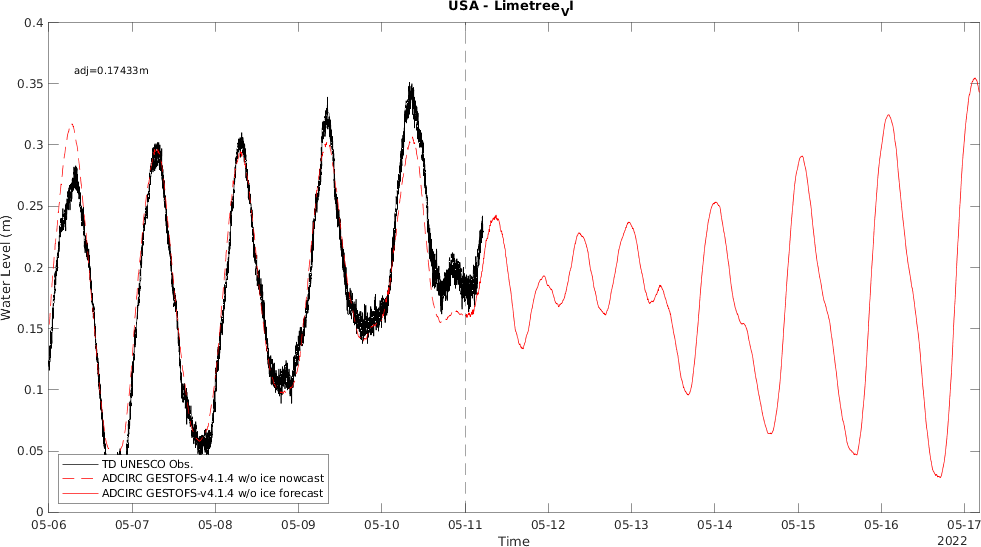 USA - Limetree_VI
0.4
0.35
0.3
0.25
0.2
0.15
0.1
0.05
0
Water Level (m)
adj=0.17433m
TD UNESCO Obs.
ADCIRC GESTOFS-v4.1.4 w/o ice nowcast
ADCIRC GESTOFS-v4.1.4 w/o ice forecast
05-06 05-07 05-08 05-09 05-10 05-11 05-12 05-13 05-14 05-15 05-16 05-17
Time
2022